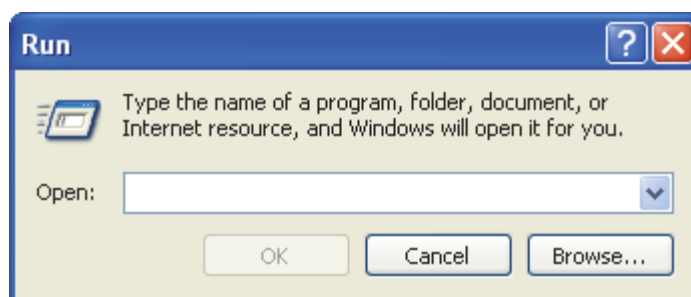 Run
Type the name of a program, folder, document, or
Internet resource, and Windows will open it for you.
Open:
OK Cancel Browse...